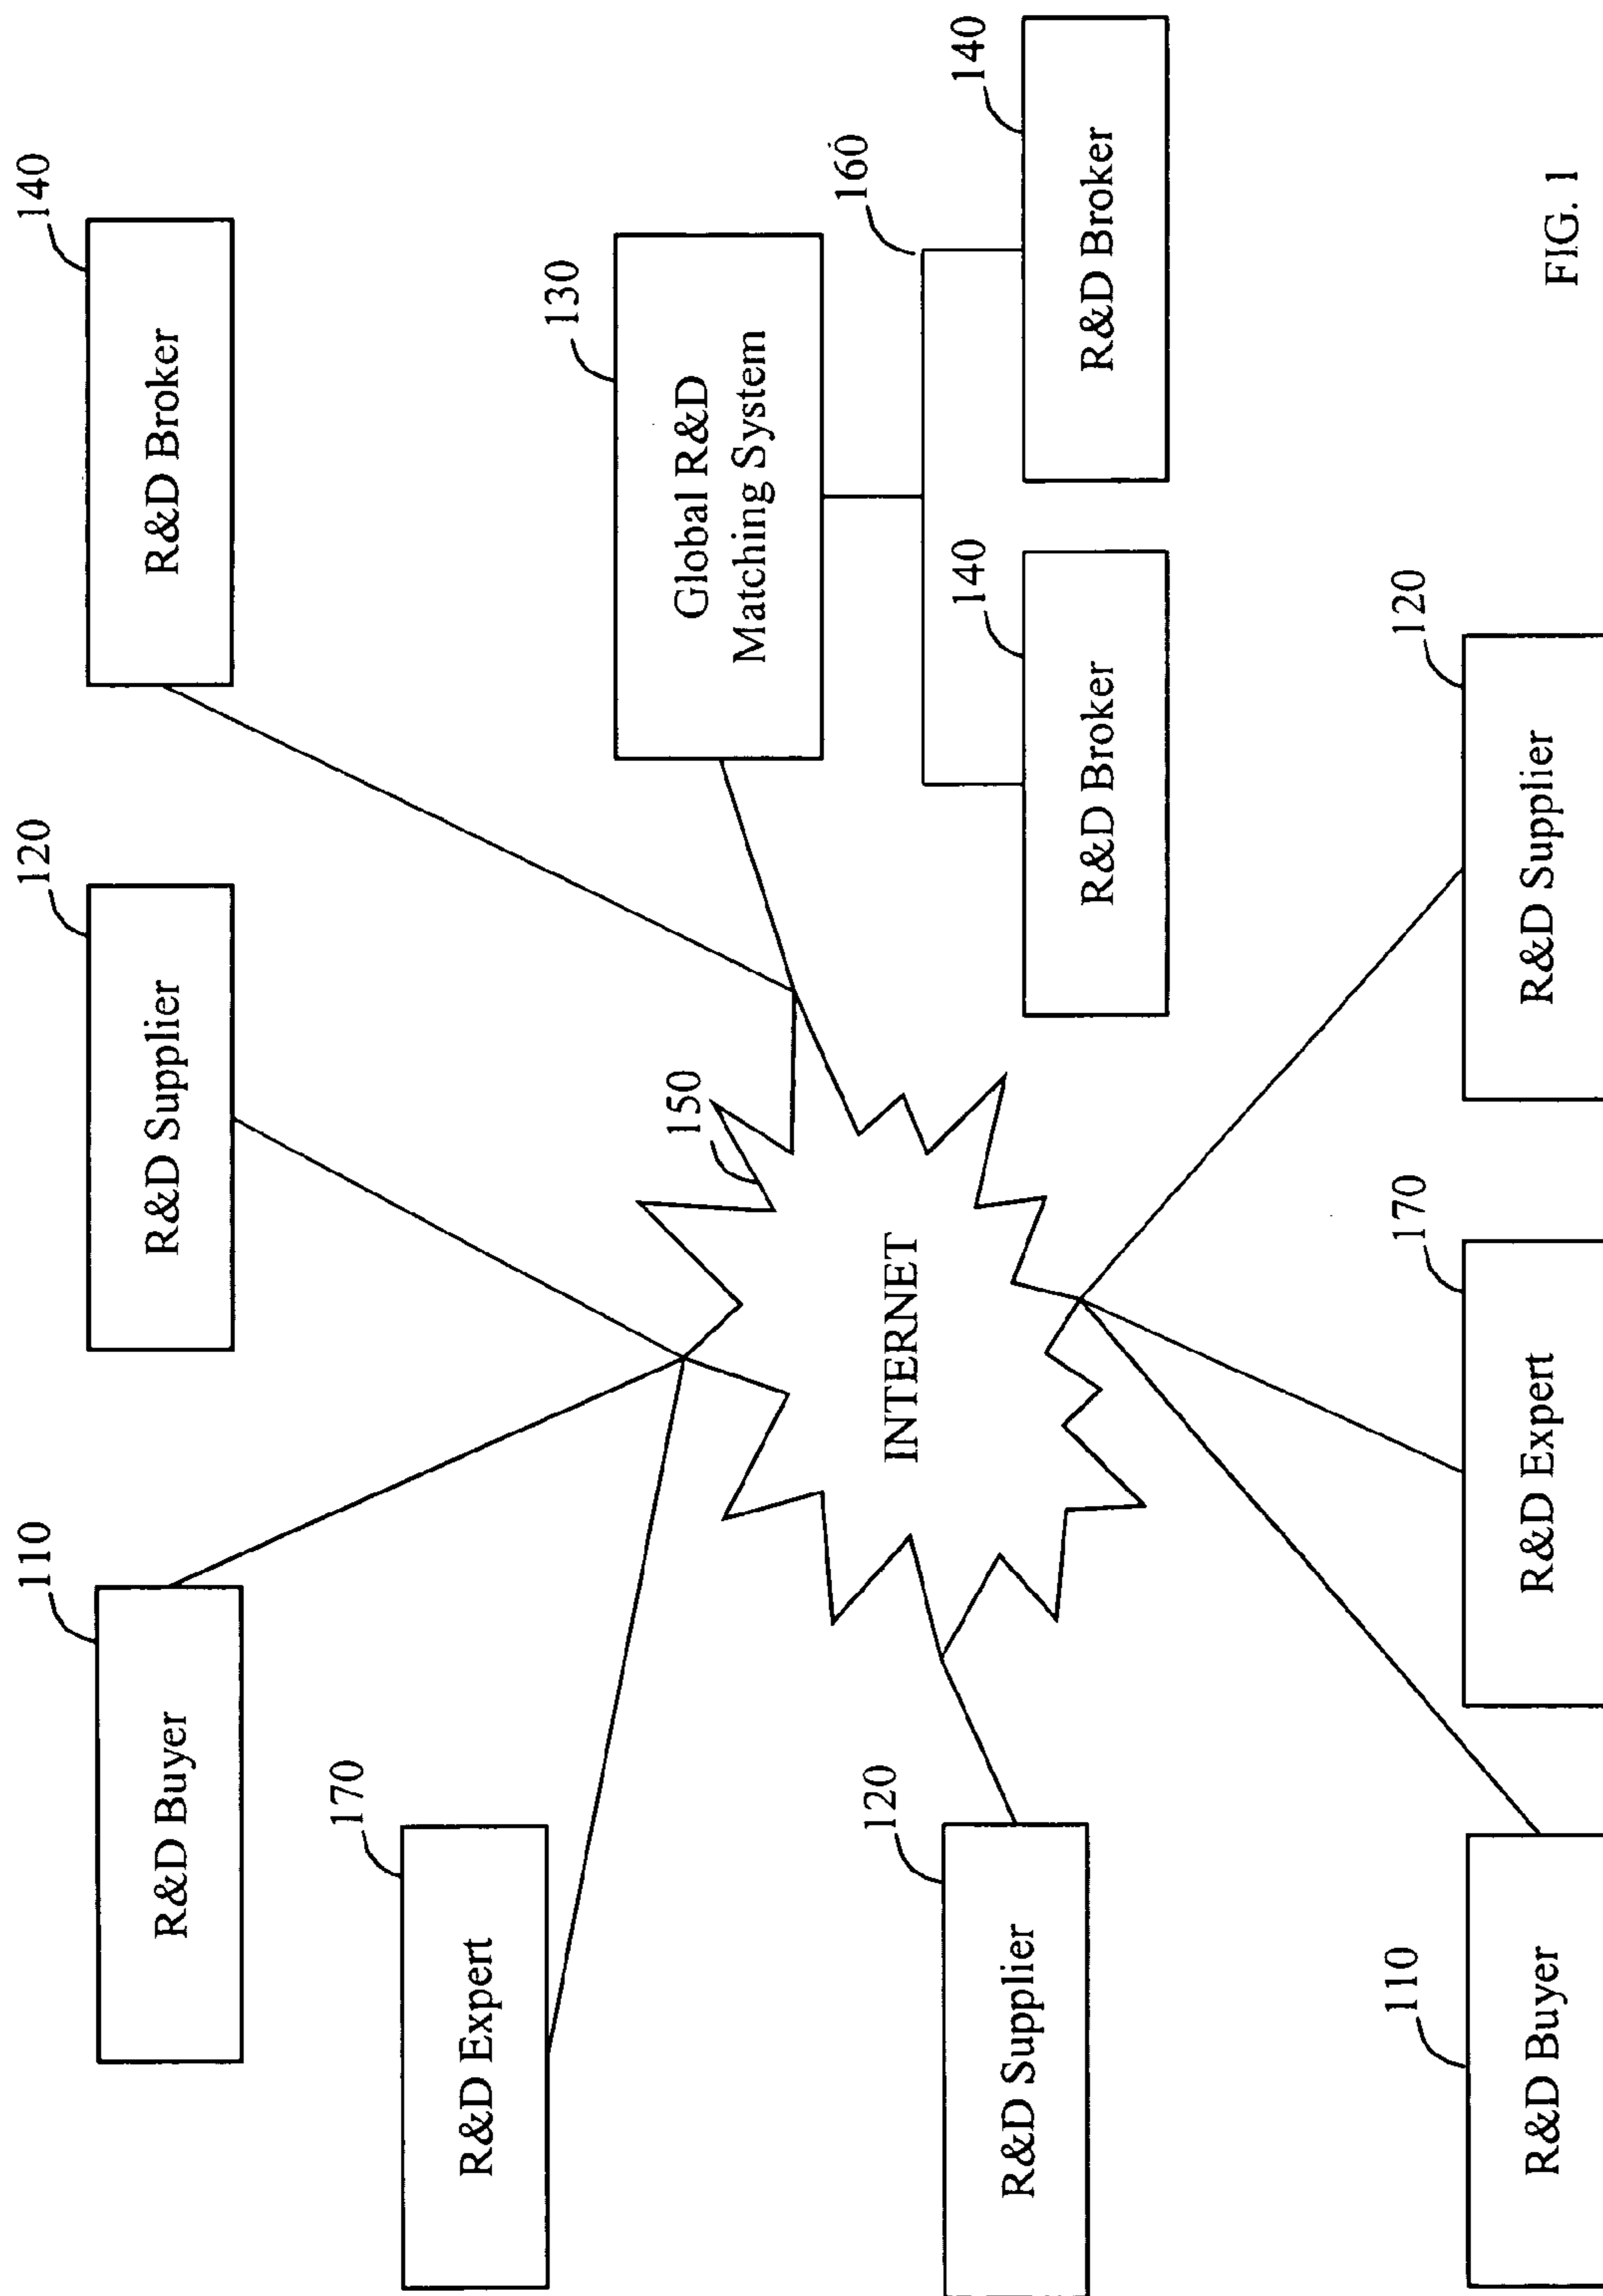 110
R&D Buyer
120
R&D Supplier
140
R&D Broker
170
R&D Expert
130
Global R&D
Matching System
150
INTERNET
160
120
R&D Supplier
140
R&D Broker
140
R&D Broker
110
R&D Buyer
170
R&D Expert
120
R&D Supplier
FIG. 1